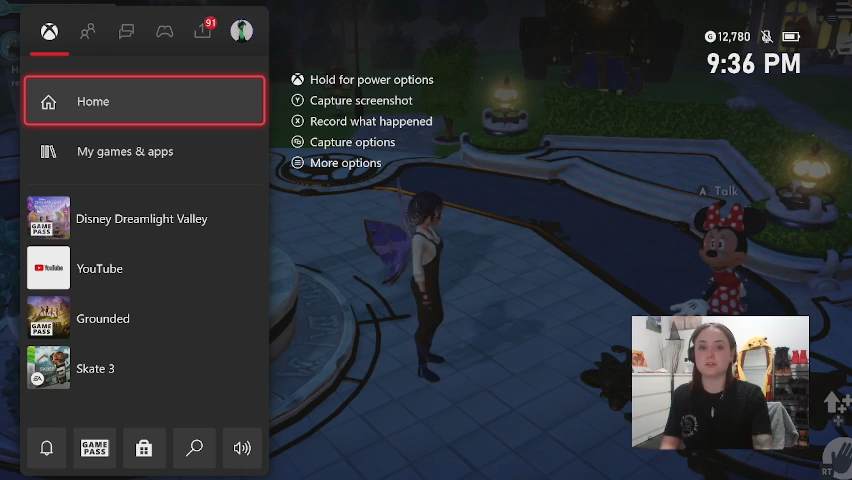 91
12,780
9:36 PM
Home
My games & apps
Disney Dreamlight Valley
YouTube
Grounded
Skate 3
GAME
PASS
Hold for power options
Y Capture screenshot
X Record what happened
Capture options
More options
A Talk
GAME PASS
YouTube
GAME PASS
EA
RT